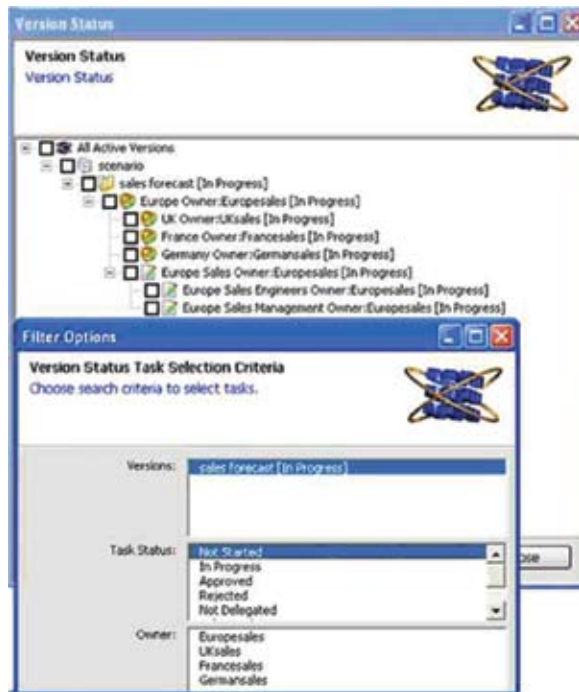 Version Status
Version Status
Version Status
All Active Versions
scenario
sales forecast [In Progress]
Europe Owner:Europesales [In Progress]
UK Owner:UKsales [In Progress]
France Owner:Francesales [In Progress]
Germany Owner:Germansales [In Progress]
Europe Sales Owner:Europesales [In Progress]
Europe Sales Engineers Owner:Europesales [In Progress]
Europe Sales Management Owner:Europesales [In Progress]
Filter Options
Version Status Task Selection Criteria
Choose search criteria to select tasks.
Versions:
sales forecast [In Progress]
Task Status:
Not Started
In Progress
Approved
Rejected
Not Delegated
ose
Owner:
Europesales
UKsales
Francesales
Germansales